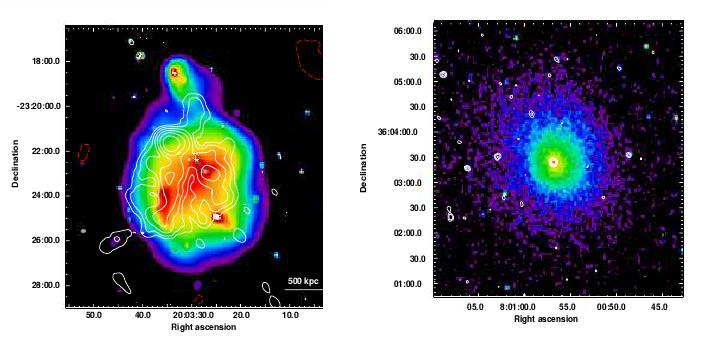 18:00.0
-23:20:00.0
22:00.0
24:00.0
26:00.0
28:00.0
Declination
500 kpc
50.0 40.0 20:03:30.0 20.0 10.0
Right ascension
06:00.0
30.0
05:00.0
30.0
36:04:00.0
30.0
03:00.0
30.0
02:00.0
30.0
01:00.0
Declination
05.0 8:01:00.0 55.0 00:50.0 45.0
Right ascension